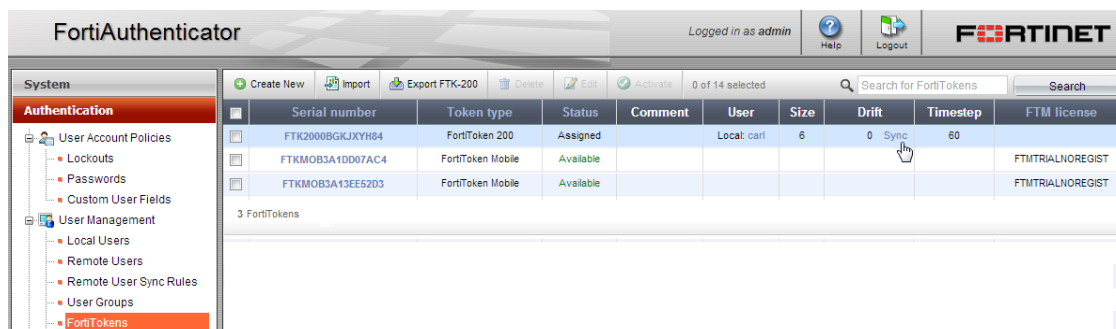 FortiAuthenticator
Logged in as admin
Help
Logout
FORTINET
System
Authentication
User Account Policies
Lockouts
Passwords
Custom User Fields
User Management
Local Users
Remote Users
Remote User Sync Rules
User Groups
FortiTokens
Create New Import Export FTK-200 Delete Edit Activate 0 of 14 selected Search for FortiTokens Search
Serial number Token type Status Comment User Size Drift Timestep FTM license
FTK2000BGKJXYH84 FortiToken 200 Assigned Local: carl 6 0 Sync 60
FTKMOB3A1DD07AC4 FortiToken Mobile Available FTMTRIALNOREGIST
FTKMOB3A13EE52D3 FortiToken Mobile Available FTMTRIALNOREGIST
3 FortiTokens